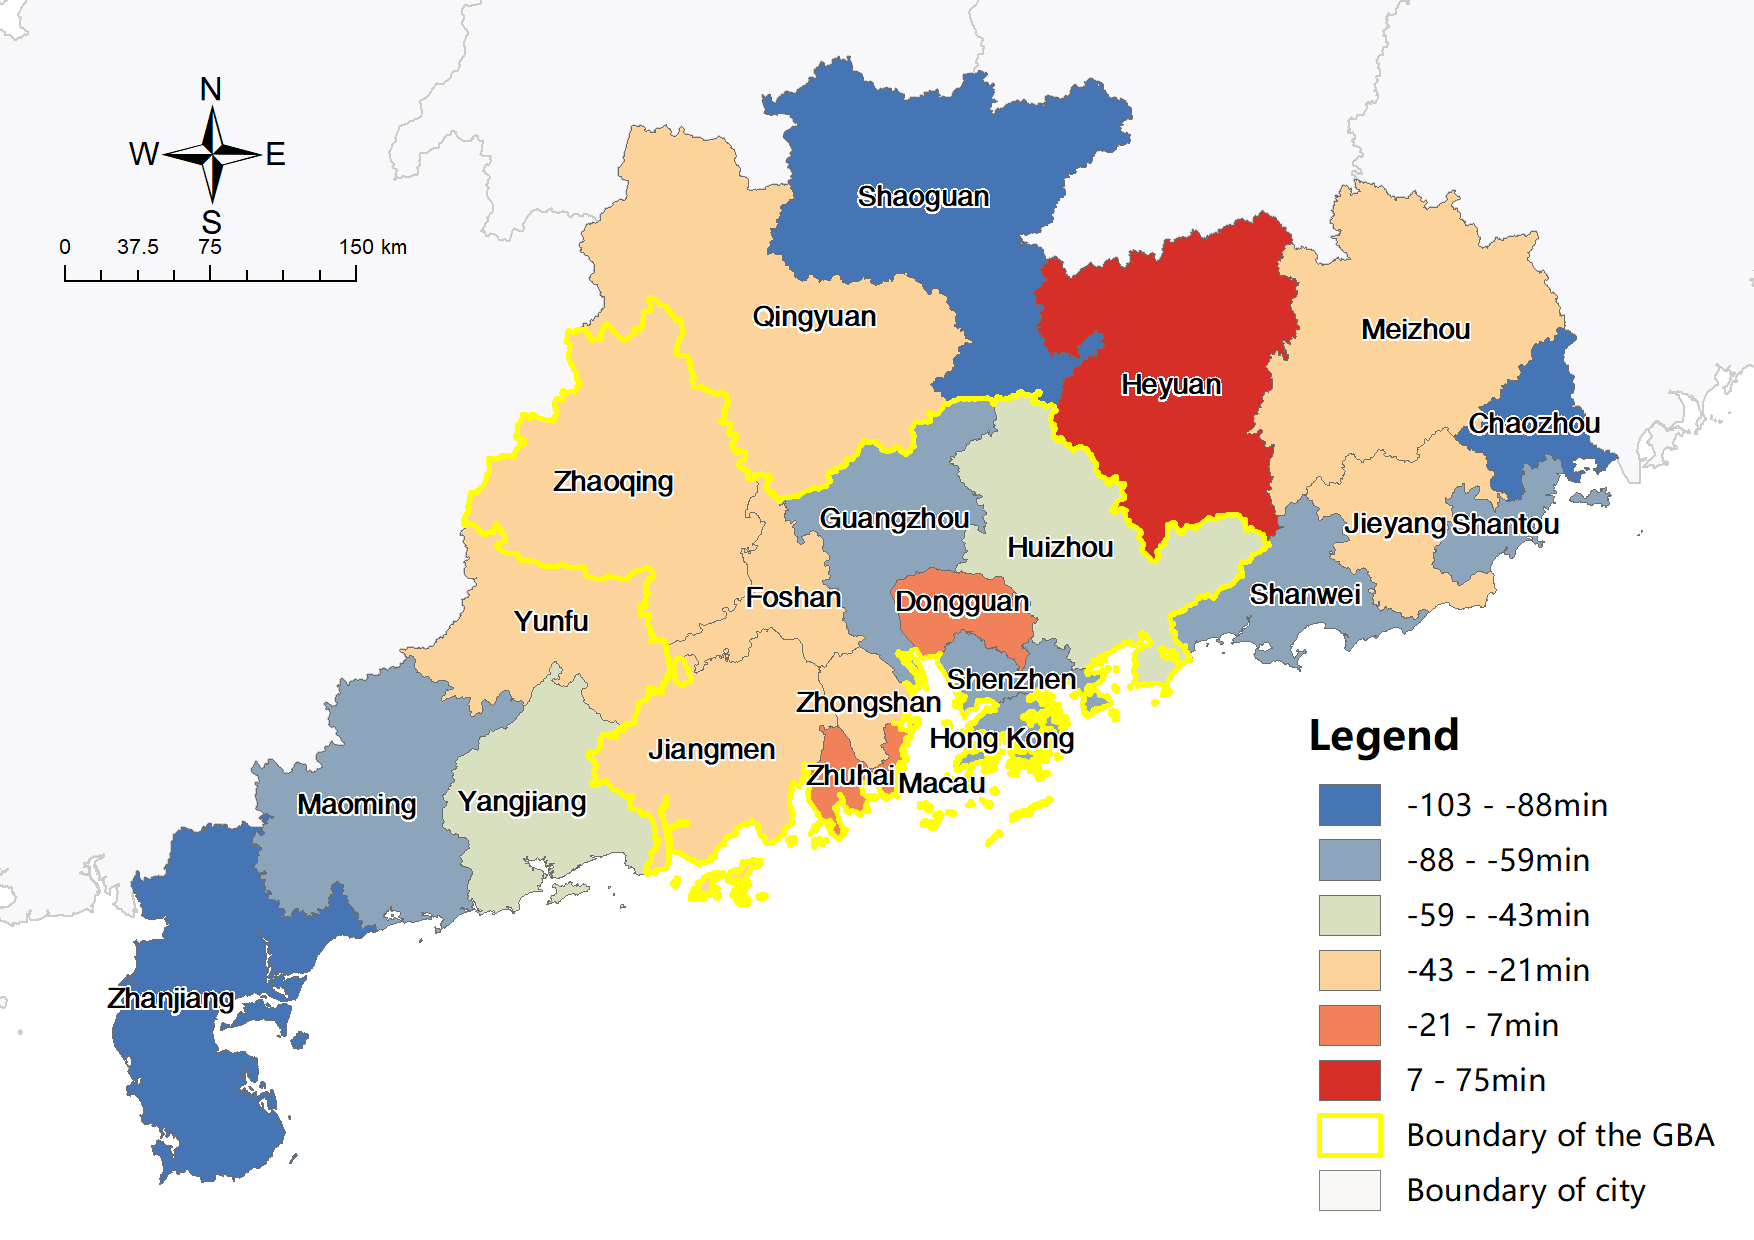 N
W E
S
0 37.5 75 150 km
Shaoguan
Qingyuan
Meizhou
Heyuan
Chaozhou
Zhaoqing
Guangzhou
Jieyang Shantou
Huizhou
Foshan
Dongguan
Shanwei
Yunfu
Shenzhen
Zhongshan
Hong Kong
Jiangmen
Zhuhai
Macau
Maoming
Yangjiang
Zhanjiang
Legend
-103 - -88min
-88 - -59min
-59 - -43min
-43 - -21min
-21 - 7min
7 - 75min
Boundary of the GBA
Boundary of city